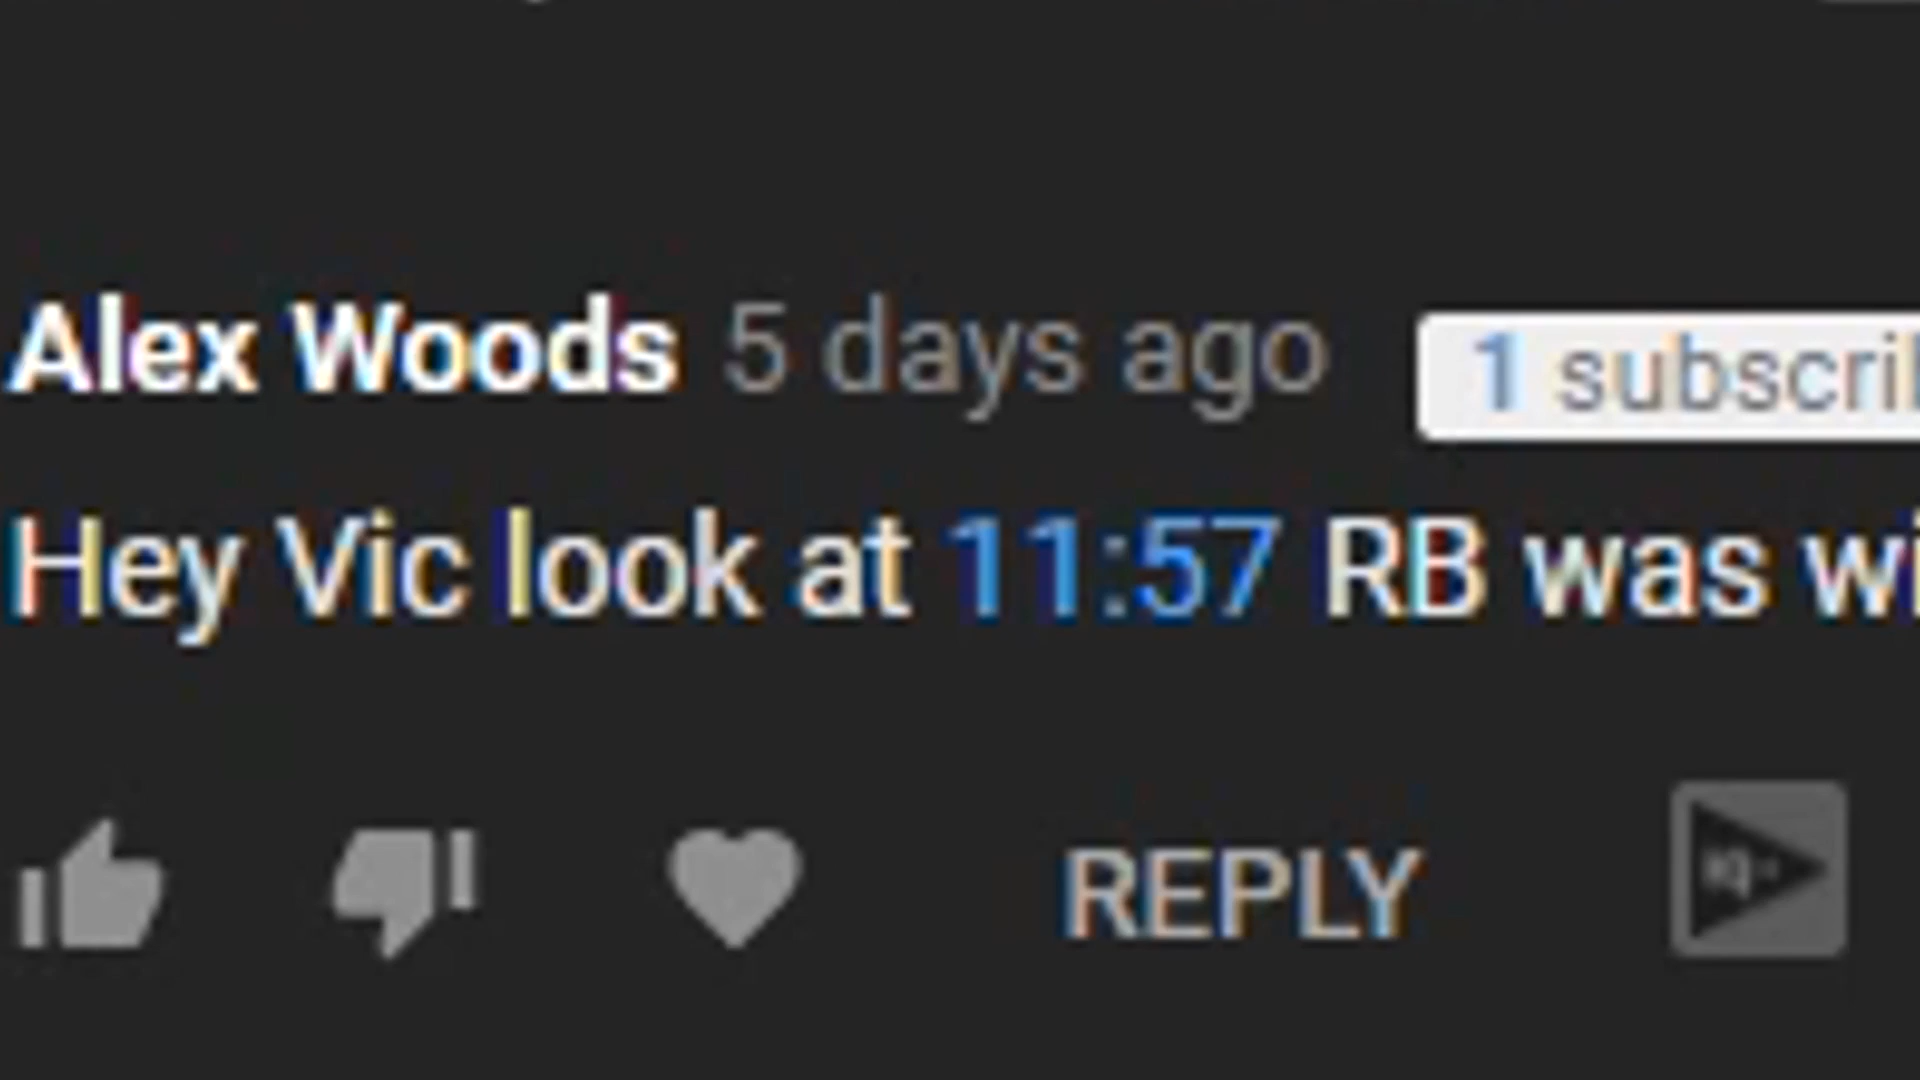 Alex Woods 5 days ago 1 subscri
Hey Vic look at 11:57 RB was wi
REPLY